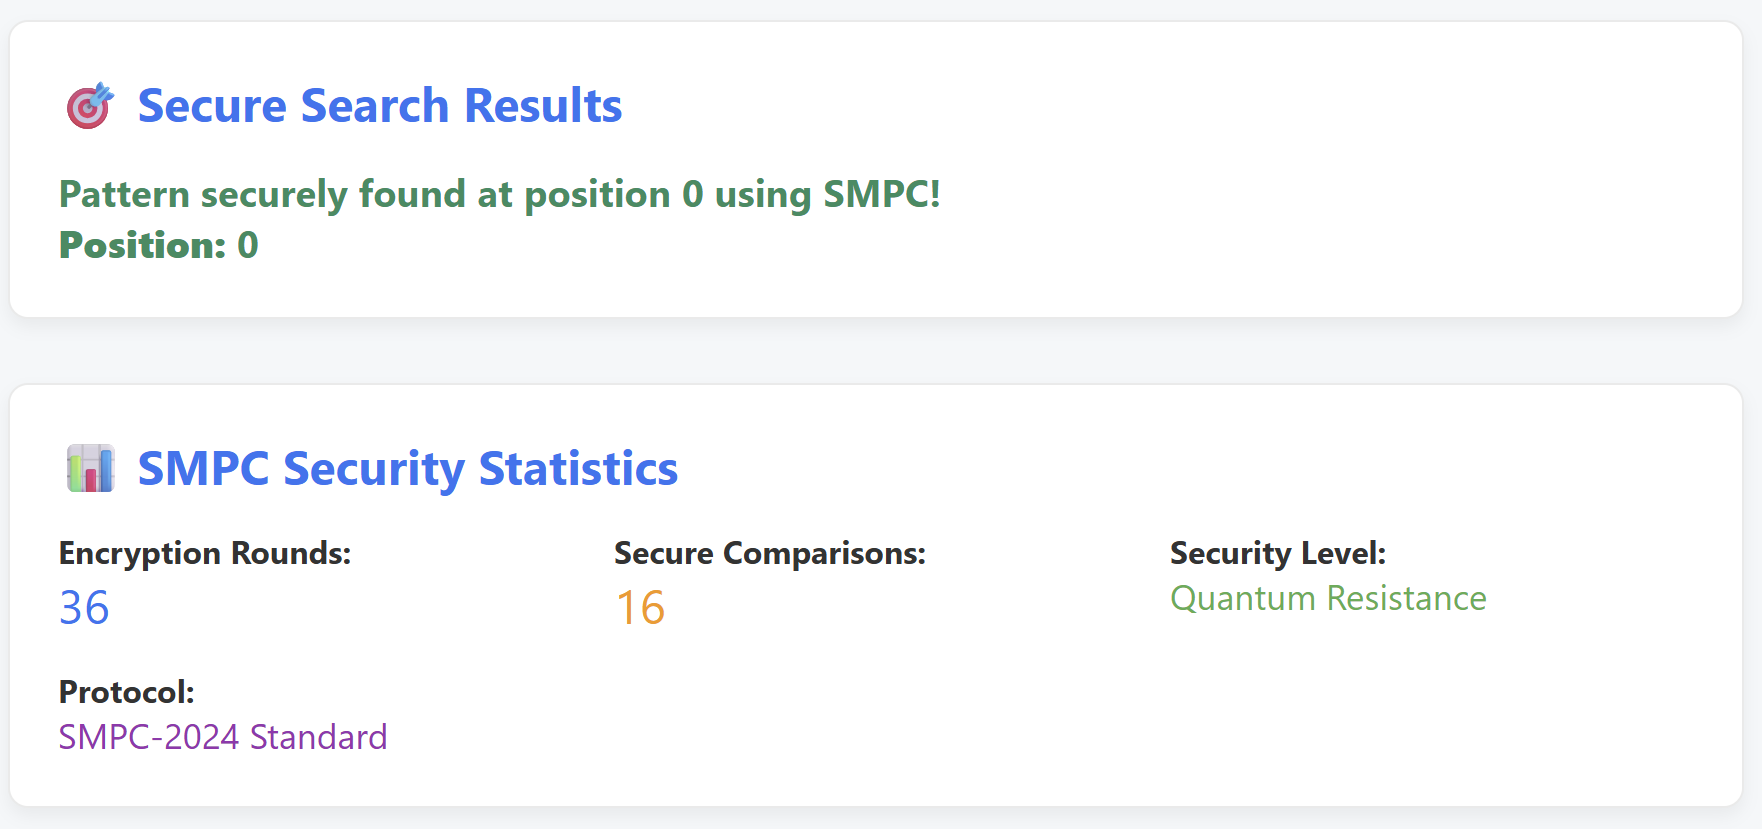 Secure Search Results
Pattern securely found at position 0 using SMPC!
Position: 0
SMPC Security Statistics
Encryption Rounds:
36
Secure Comparisons:
16
Security Level:
Quantum Resistance
Protocol:
SMPC-2024 Standard